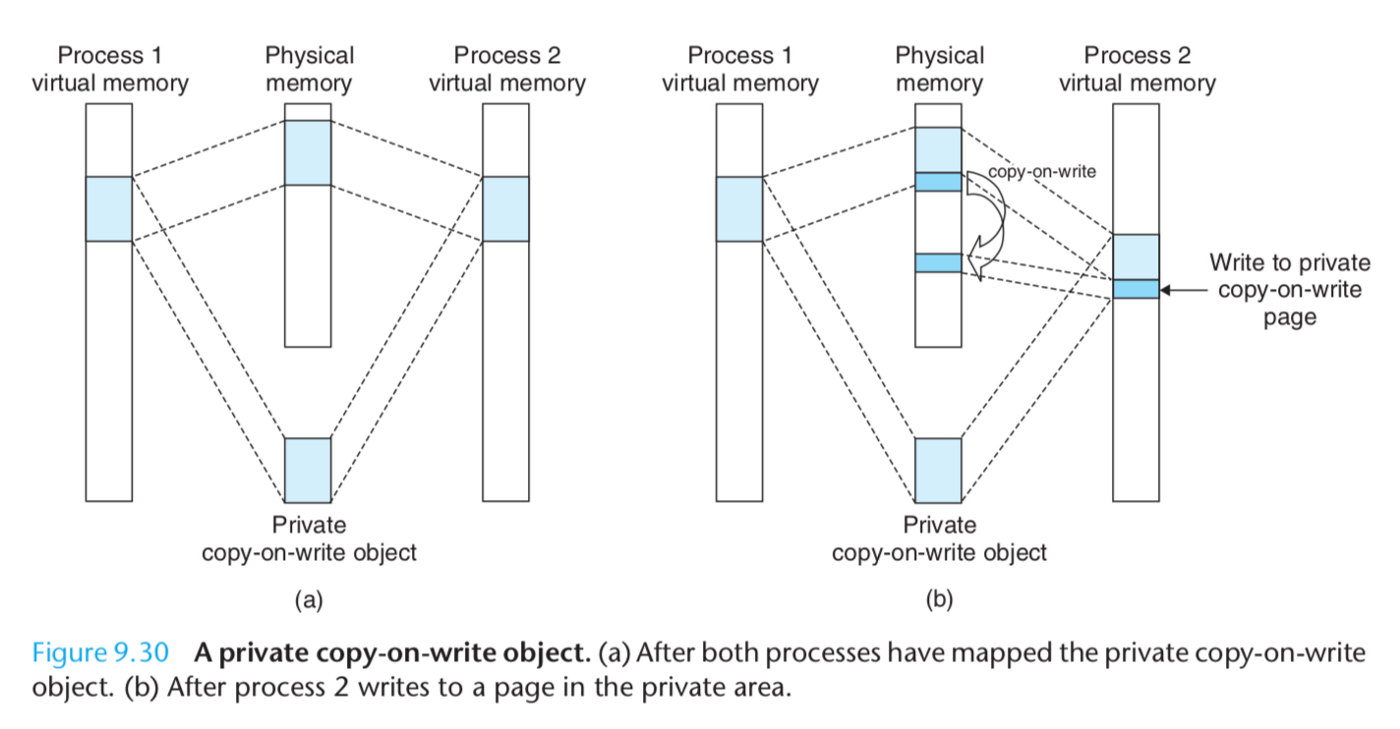 Process 1
virtual memory
Physical
memory
Process 2
virtual memory
Private
copy-on-write object
(a)
Process 1
virtual memory
Physical
memory
Process 2
virtual memory
copy-on-write
Write to private
copy-on-write
page
Private
copy-on-write object
(b)
Figure 9.30 A private copy-on-write object. (a) After both processes have mapped the private copy-on-write
object. (b) After process 2 writes to a page in the private area.